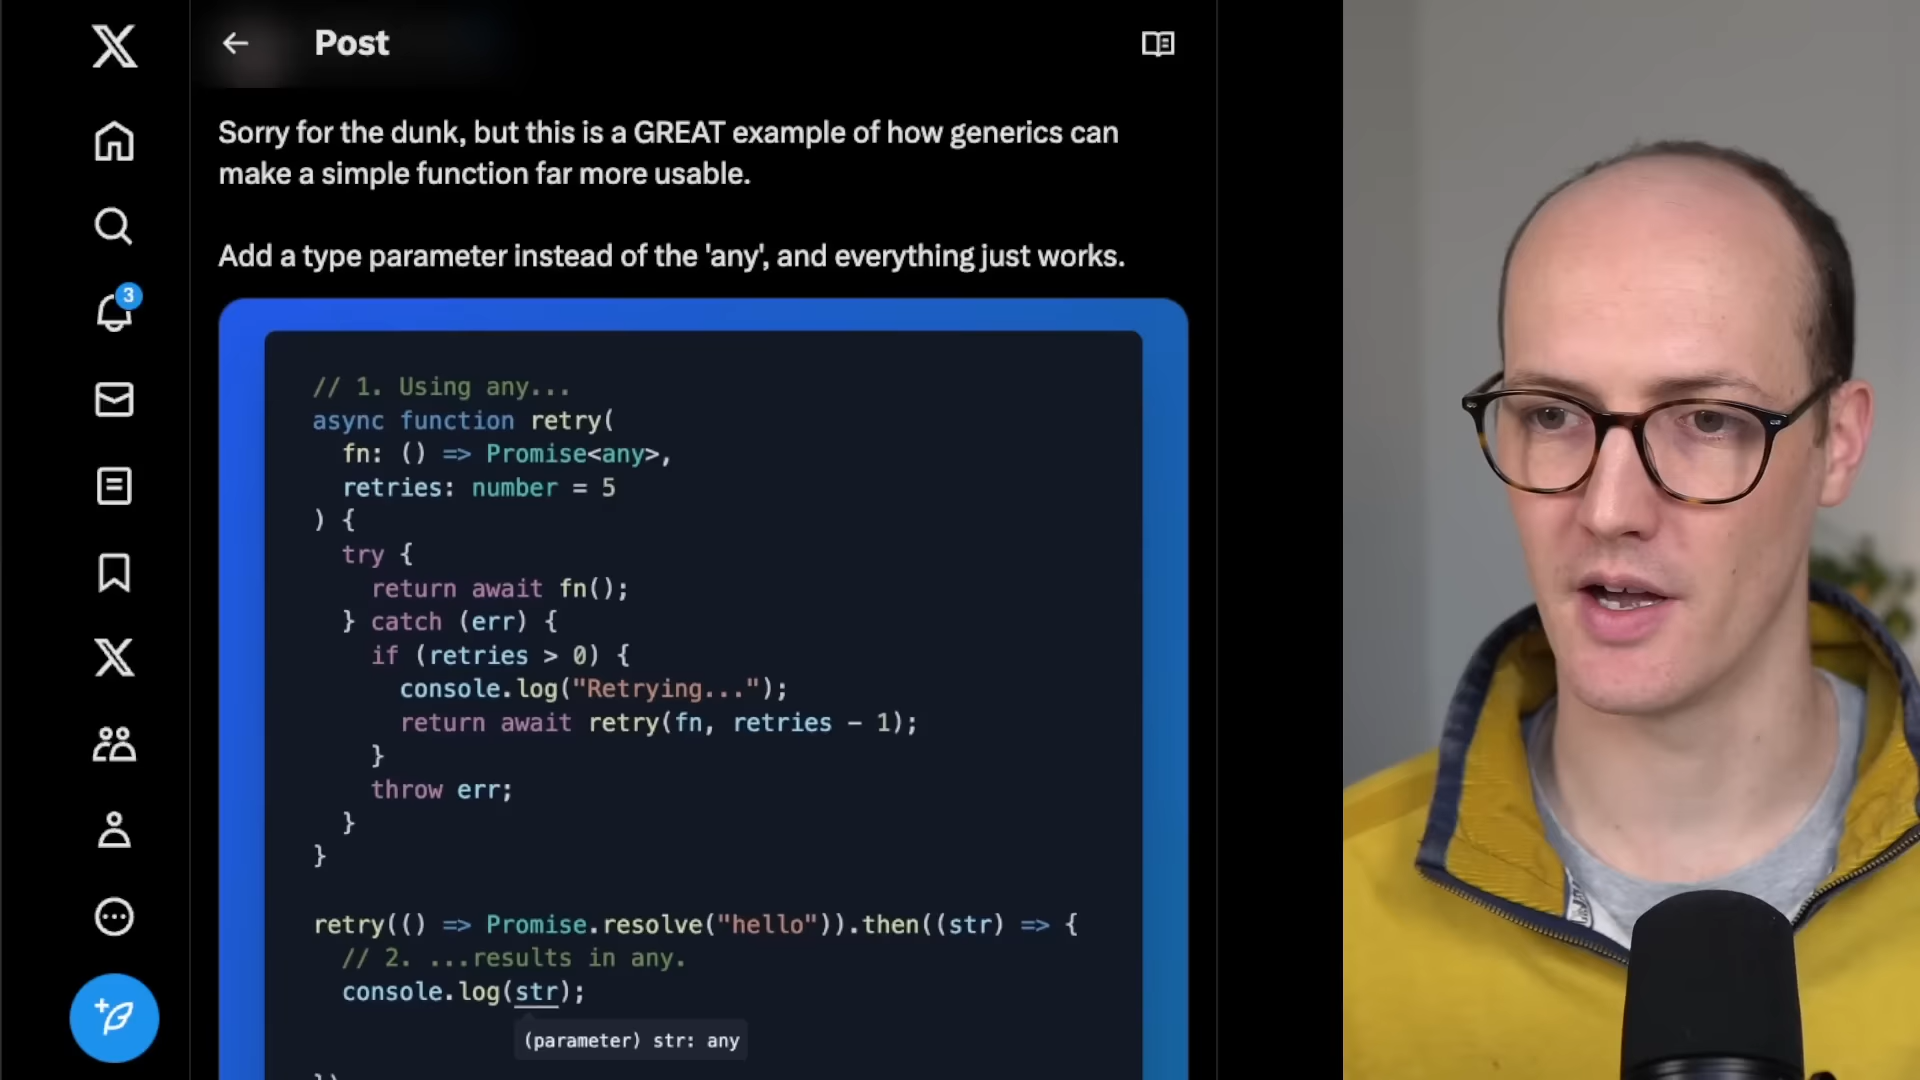 Post
3
Sorry for the dunk, but this is a GREAT example of how generics can
make a simple function far more usable.
Add a type parameter instead of the 'any', and everything just works.
// 1. Using any...
async function retry(
fn: () => Promise<any>,
retries: number = 5
) {
try {
return await fn();
} catch (err) {
if (retries > 0) {
console.log("Retrying...");
return await retry(fn, retries - 1);
}
throw err;
}
}
retry(() => Promise.resolve("hello")).then((str) => {
// 2. ...results in any.
console.log(str);
(parameter) str: any